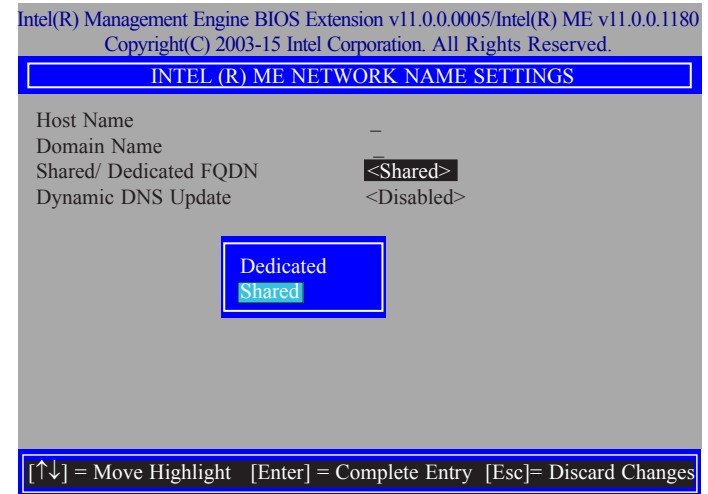 Intel(R) Management Engine BIOS Extension v11.0.0.0005/Intel(R) ME v11.0.0.1180
Copyright(C) 2003-15 Intel Corporation. All Rights Reserved.
INTEL (R) ME NETWORK NAME SETTINGS
Host Name _
Domain Name _
Shared/ Dedicated FQDN <Shared>
Dynamic DNS Update <Disabled>
Dedicated
Shared
[↑↓] = Move Highlight [Enter] = Complete Entry [Esc]= Discard Changes